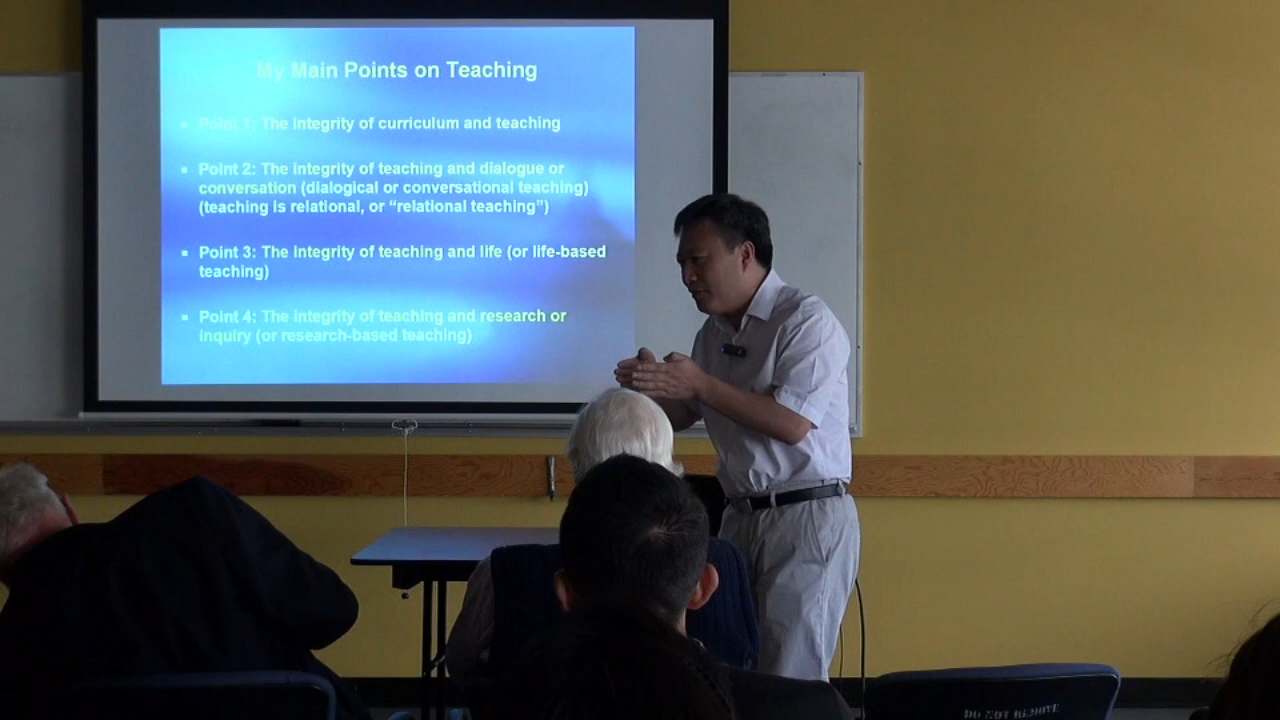 My Main Points on Teaching
Point 1: The integrity of curriculum and teaching
Point 2: The integrity of teaching and dialogue or
conversation (dialogical or conversational teaching)
(teaching is relational, or “relational teaching”)
Point 3: The integrity of teaching and life (or life-based
teaching)
Point 4: The integrity of teaching and research or
inquiry (or research-based teaching)
DO NOT REMOVE